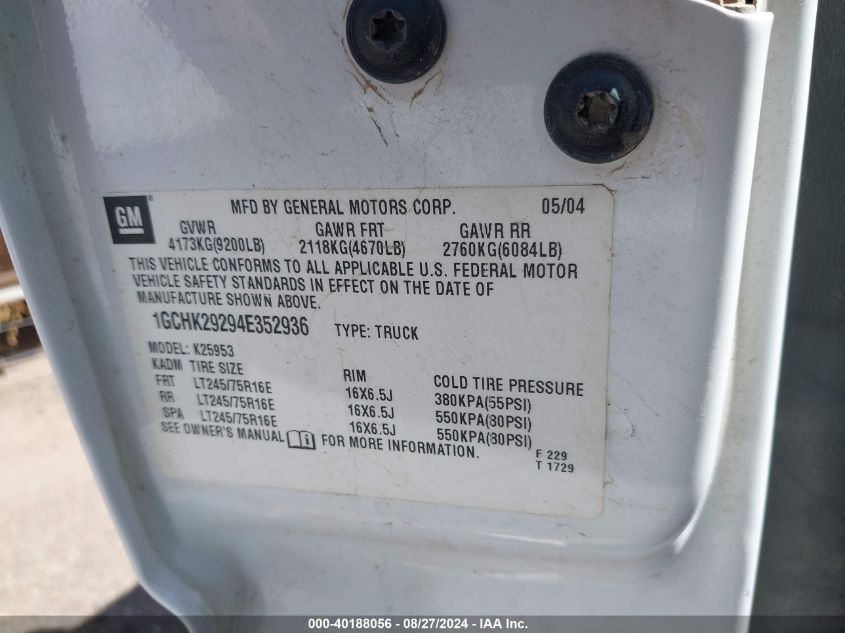 GM ®
MFD BY GENERAL MOTORS CORP. 05/04
GVWR GAWR FRT GAWR RR
4173KG(9200LB) 2118KG(4670LB) 2760KG(6084LB)
THIS VEHICLE CONFORMS TO ALL APPLICABLE U.S. FEDERAL MOTOR
VEHICLE SAFETY STANDARDS IN EFFECT ON THE DATE OF
MANUFACTURE SHOWN ABOVE.
1GCHK29294E352936 TYPE: TRUCK
MODEL: K25953
KADM TIRE SIZE RIM COLD TIRE PRESSURE
FRT LT245/75R16E 16X6.5J 380KPA(55PSI)
RR LT245/75R16E 16X6.5J 550KPA(80PSI)
SPA LT245/75R16E 16X6.5J 550KPA(80PSI)
SEE OWNER'S MANUAL i FOR MORE INFORMATION.
F 229
T 1729
000-40188056 - 08/27/2024 - IAA Inc.